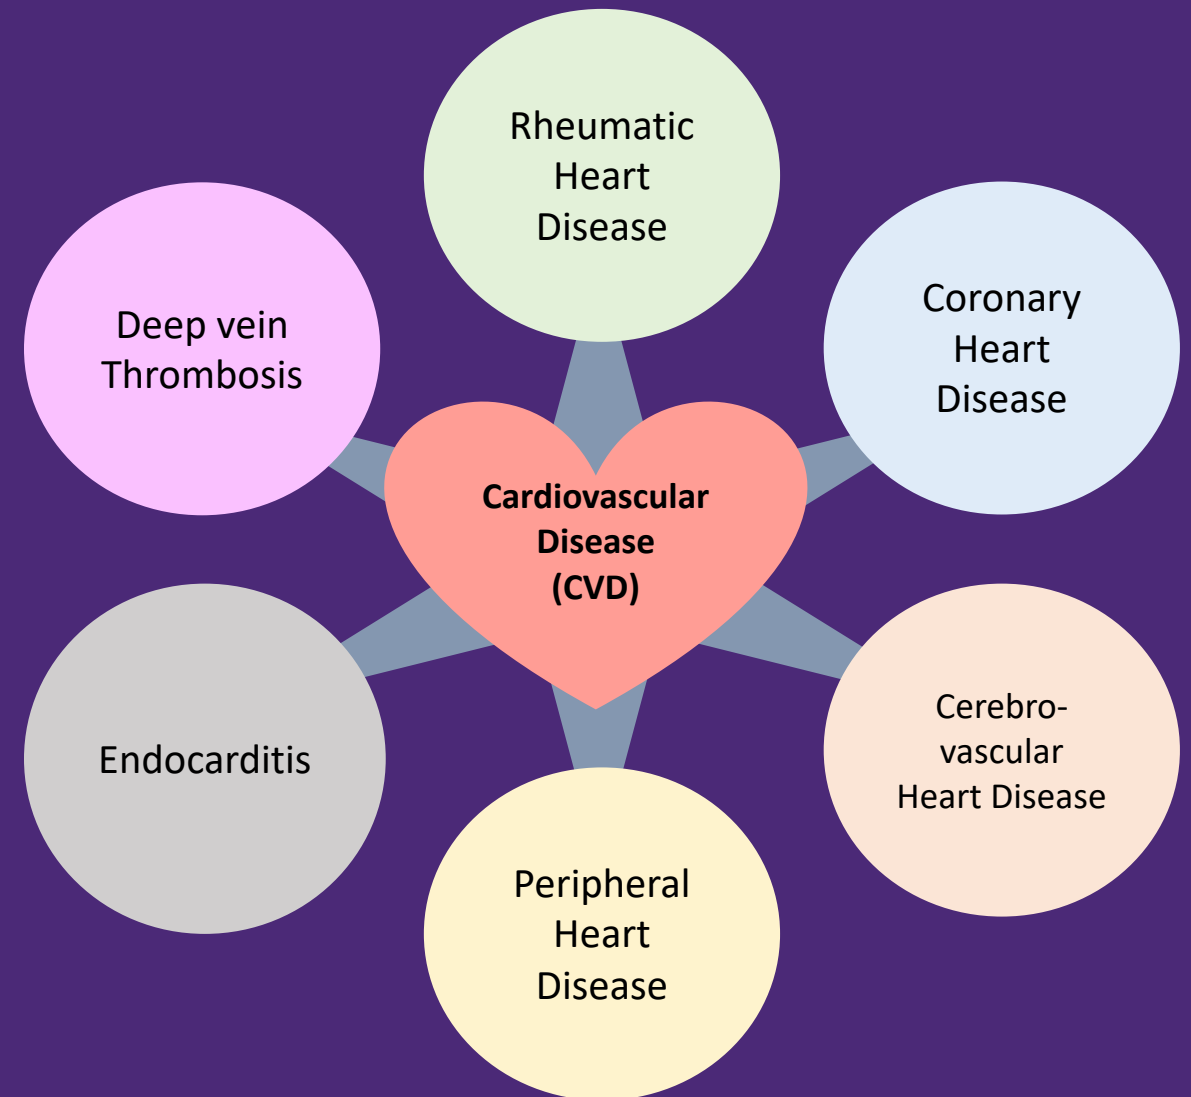 Rheumatic
Heart
Disease
Deep vein
Thrombosis
Coronary
Heart
Disease
Cardiovascular
Disease
(CVD)
Endocarditis
Cerebro-
vascular
Heart Disease
Peripheral
Heart
Disease